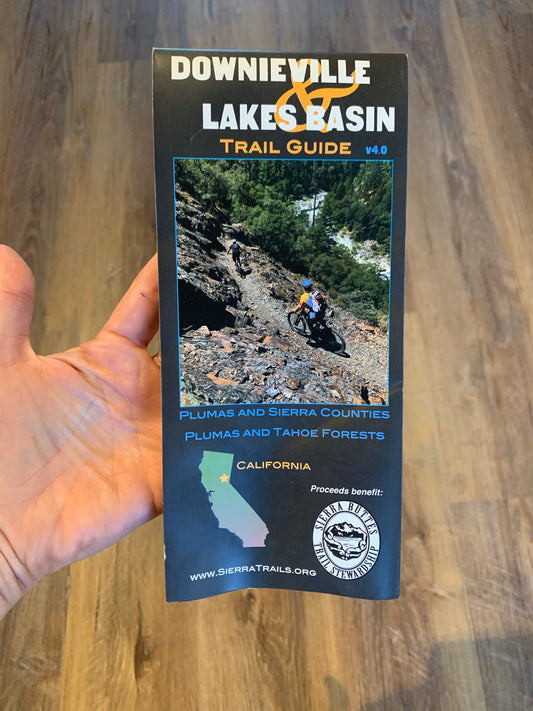 DOWNIEVILLE
&
LAKES BASIN
TRAIL GUIDE v4.0
PLUMAS AND SIERRA COUNTIES
PLUMAS AND TAHOE FORESTS
CALIFORNIA
Proceeds benefit:
SIERRA BUTTES
TRAIL STEWARDSHIP
WWW.SIERRATRAILS.ORG